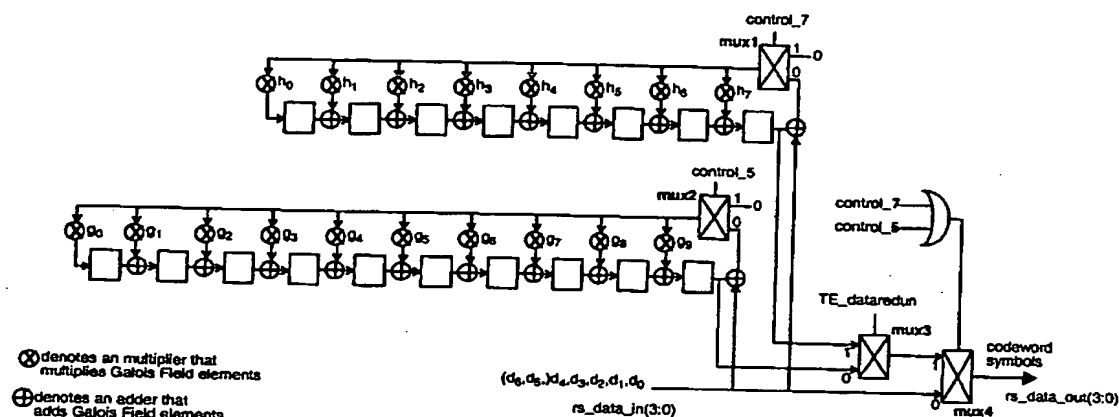 control_7
mux1
1
0
0
h0
h1
h2
h3
h4
h5
h6
h7
control_5
mux2
1
0
0
g0
g1
g2
g3
g4
g5
g6
g7
g8
g9
control_7
control_5
TE_dataredun
mux3
1
0
codeword
symbols
1
0
mux4
rs_data_out(3:0)
(d6,d5,)d4,d3,d2,d1,d0
rs_data_in(3:0)
denotes an multiplier that
multiplies Galois Field elements
denotes an adder that
adds Galois Field elements